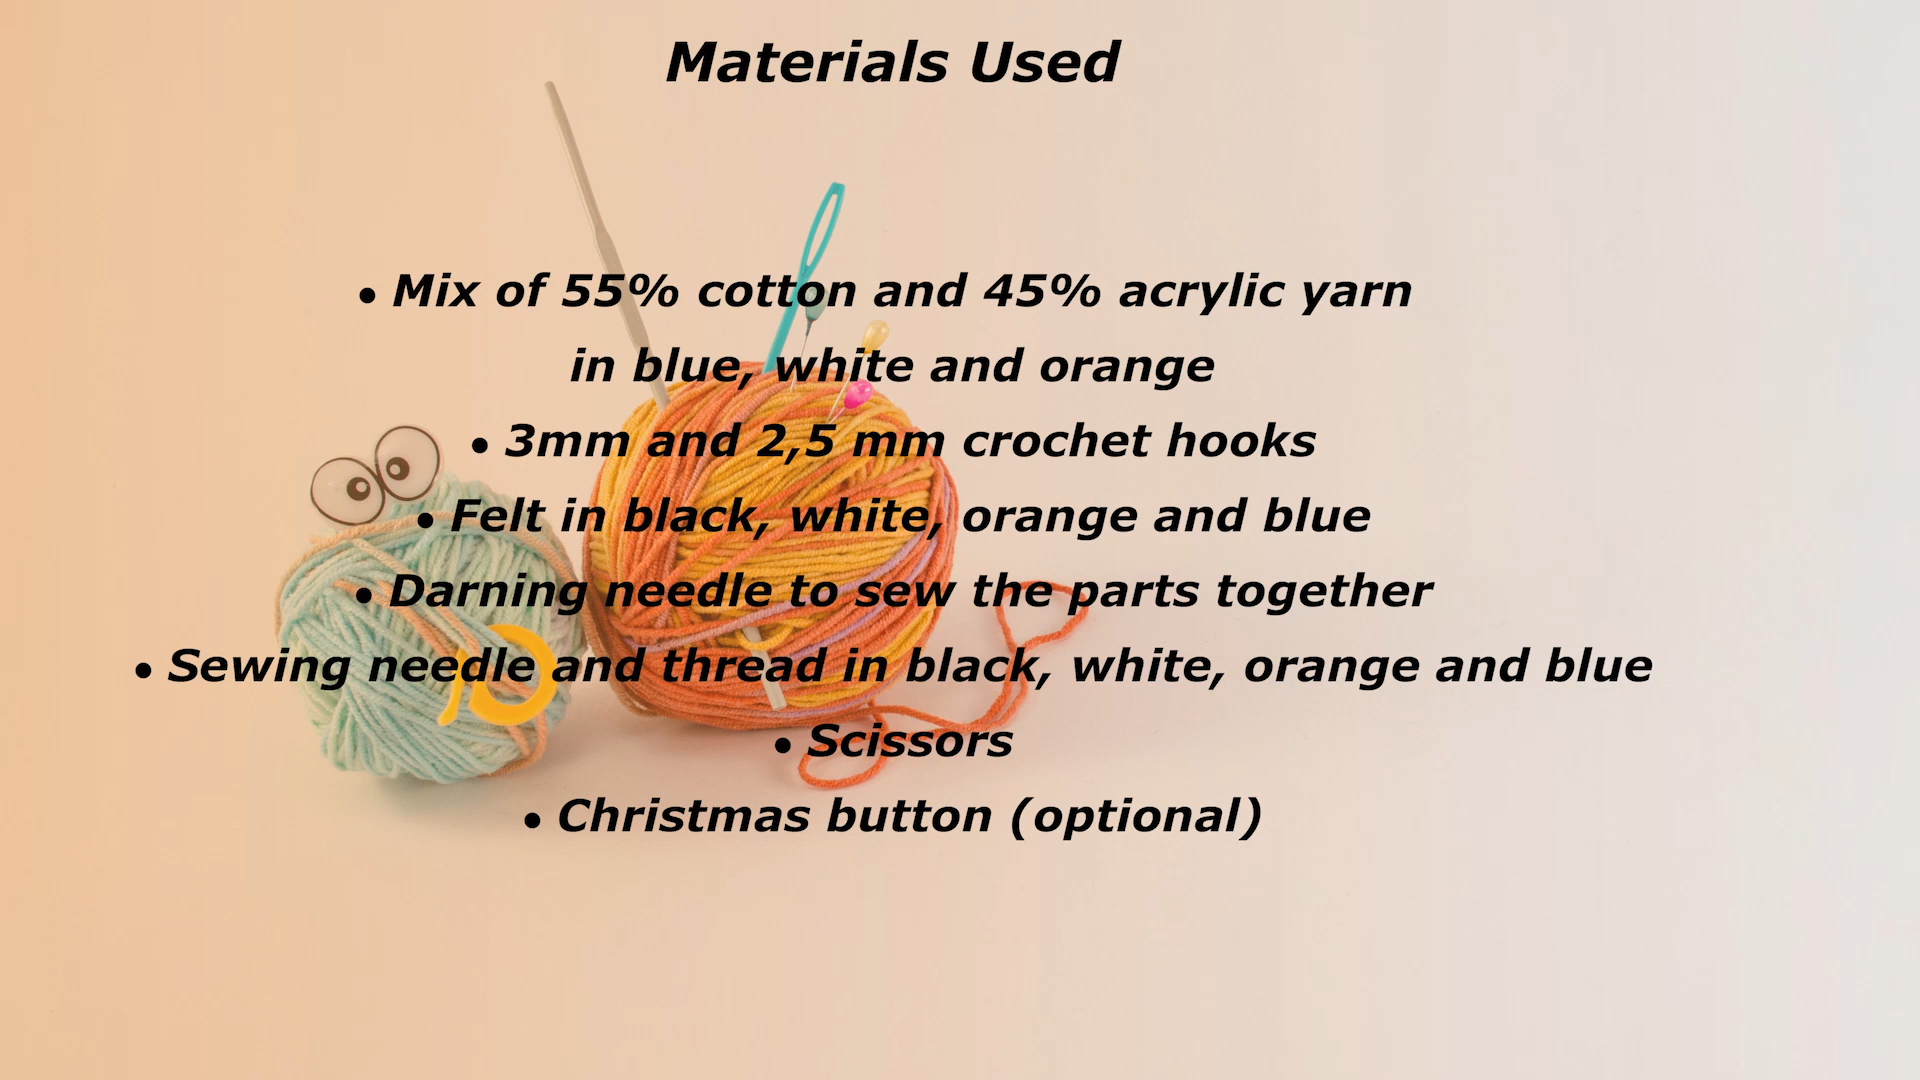 Materials Used
• Mix of 55% cotton and 45% acrylic yarn
in blue, white and orange
• 3mm and 2,5 mm crochet hooks
• Felt in black, white, orange and blue
• Darning needle to sew the parts together
• Sewing needle and thread in black, white, orange and blue
• Scissors
• Christmas button (optional)